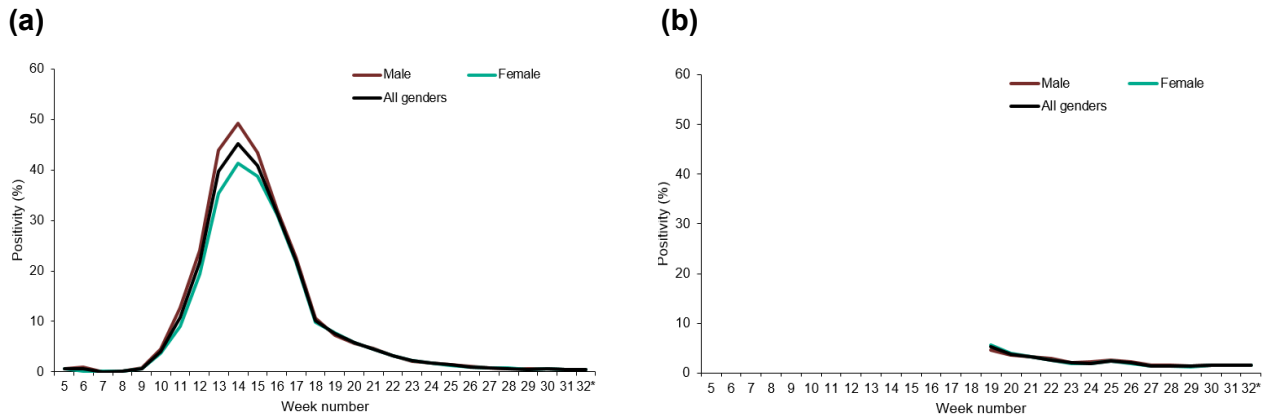 (a)
60
50
40
30
20
10
0
Positivity (%)
Male
Female
All genders
5 6 7 8 9 10 11 12 13 14 15 16 17 18 19 20 21 22 23 24 25 26 27 28 29 30 31 32*
Week number
(b)
60
50
40
30
20
10
0
Positivity (%)
Male
Female
All genders
5 6 7 8 9 10 11 12 13 14 15 16 17 18 19 20 21 22 23 24 25 26 27 28 29 30 31 32*
Week number